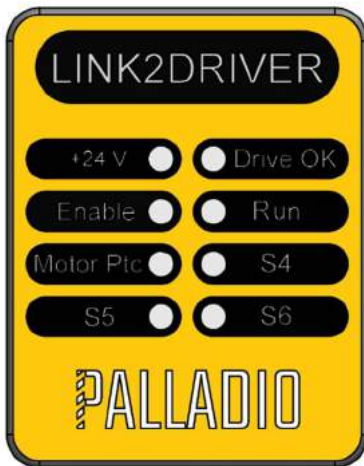 LINK2DRIVER
+24 V Drive OK
Enable Run
Motor Ptc S4
S5 S6
PALLADIO